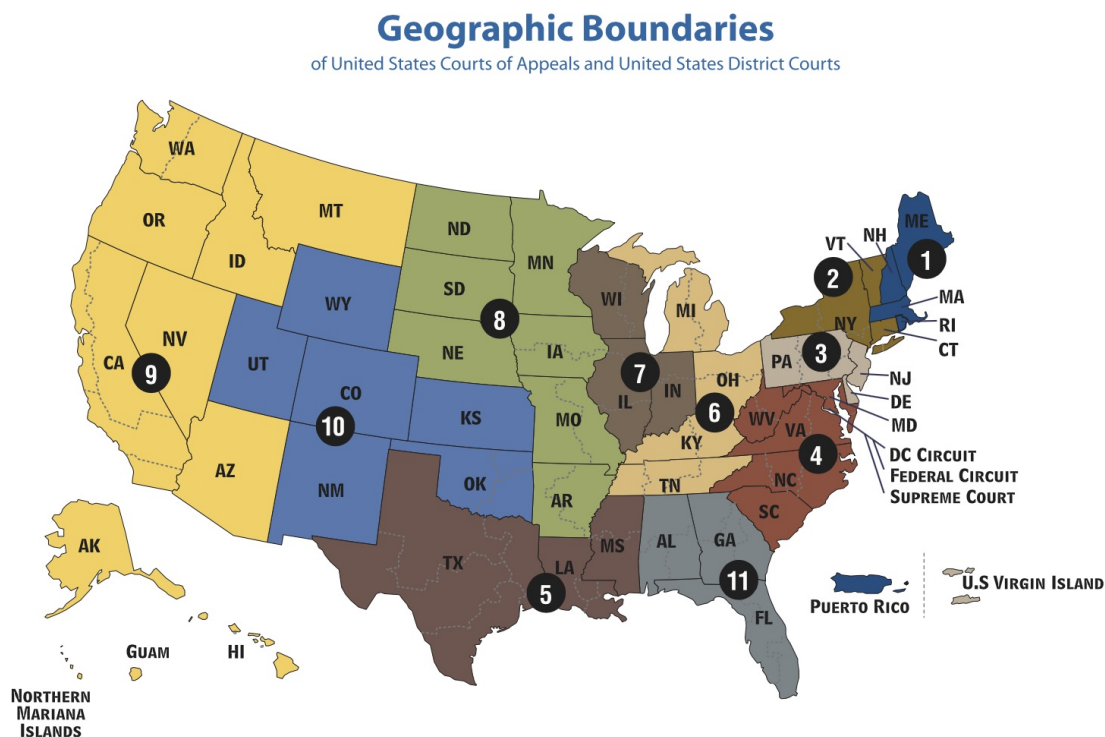 Geographic Boundaries
of United States Courts of Appeals and United States District Courts
WA
MT
OR
ID
ND
MN
SD
WY
NE
NV
CA
UT
CO
9
10
8
WI
MI
IA
7
IL
IN
OH
6
MO
KS
KY
ME
NH
VT
1
2
MA
NY
RI
3
CT
PA
NJ
DE
MD
WV
VA
DC Circuit
4
Federal Circuit
Supreme Court
AZ
NM
OK
AR
TN
NC
SC
TX
LA
MS
AL
GA
5
11
FL
AK
Puerto Rico
U.S Virgin Island
Guam
HI
Northern
Mariana
Islands